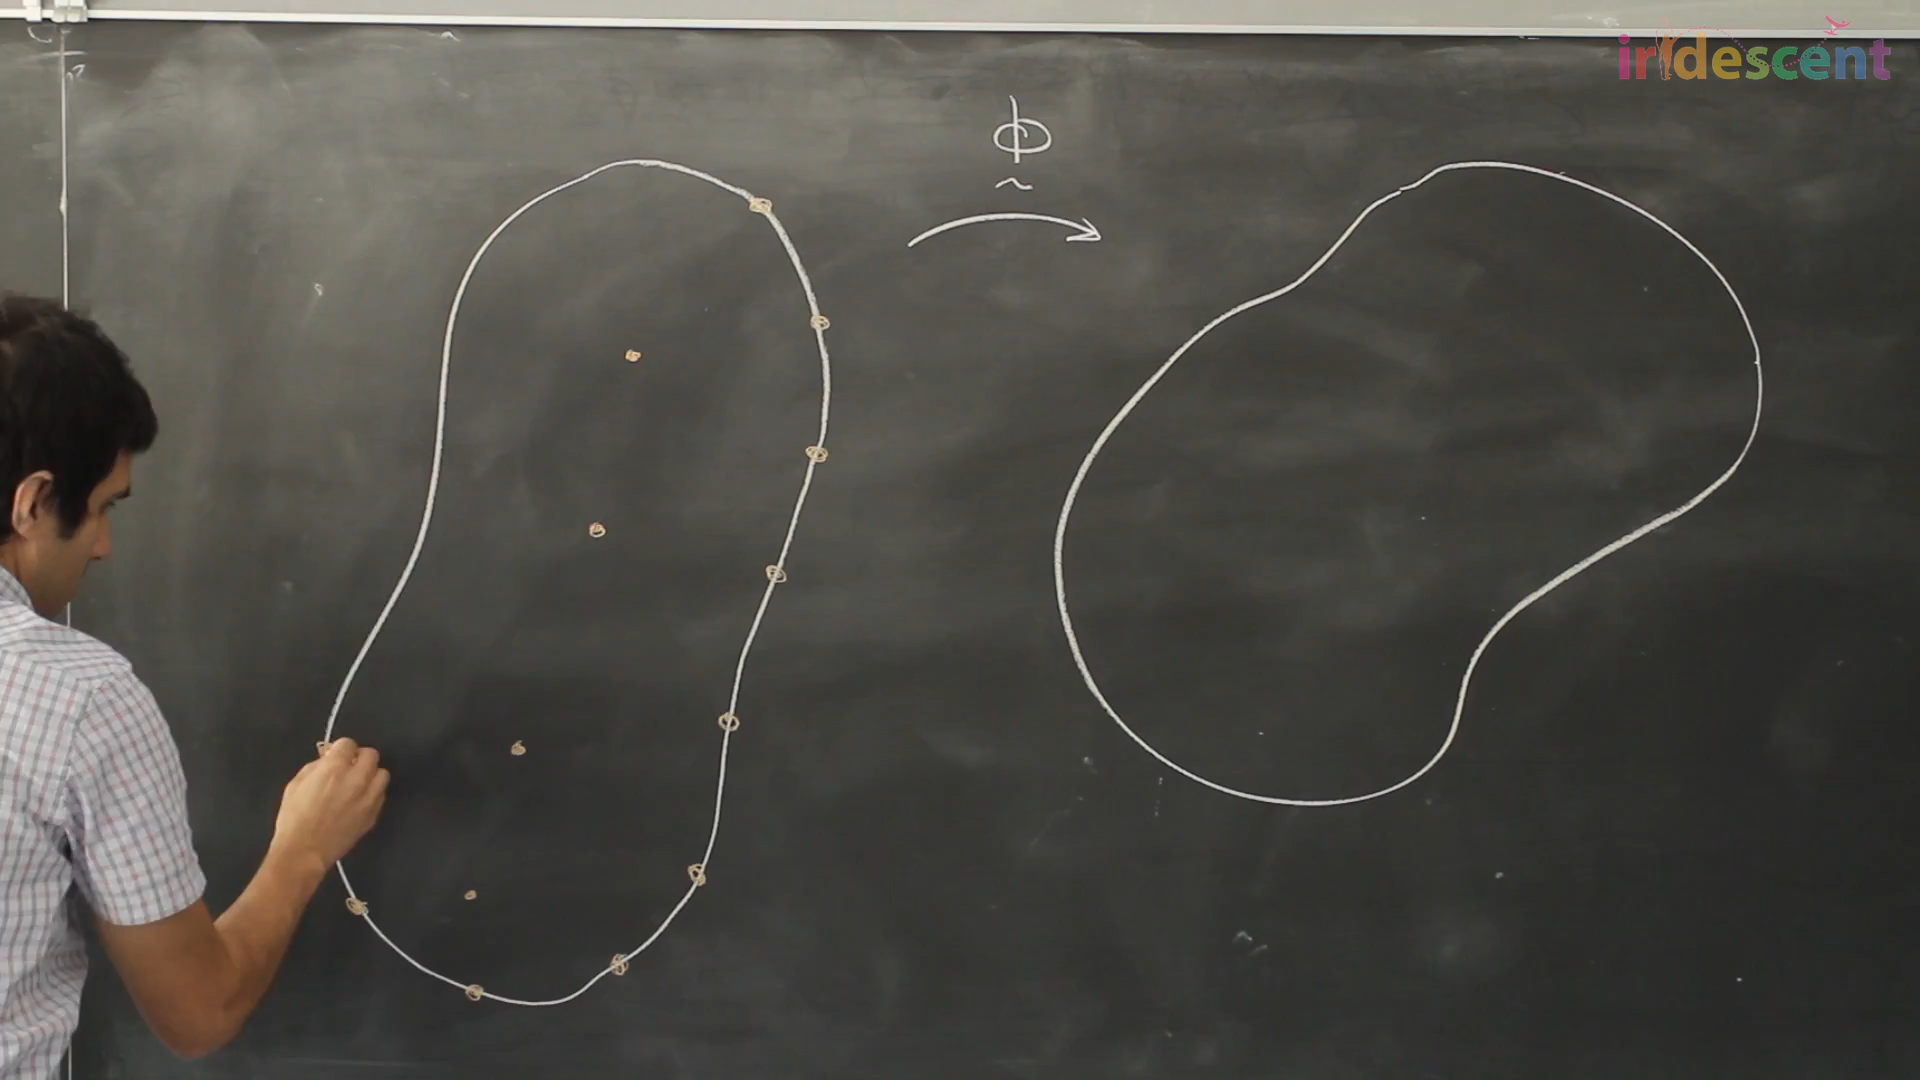 iridescent
ϕ
~